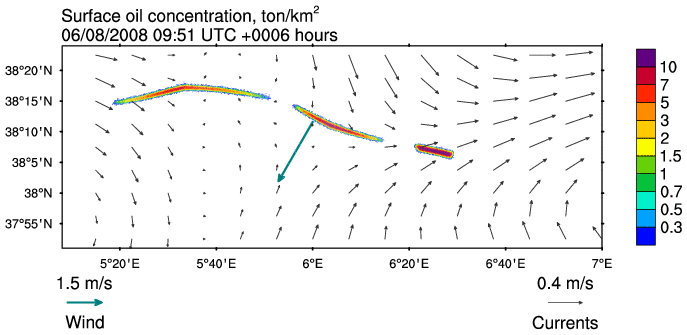 Surface oil concentration, ton/km²
06/08/2008 09:51 UTC +0006 hours
38°20'N
38°15'N
38°10'N
38°5'N
38°N
37°55'N
5°20'E
5°40'E
6°E
6°20'E
6°40'E
7°E
10
7
5
3
2
1.5
1
0.7
0.5
0.3
1.5 m/s
Wind
0.4 m/s
Currents